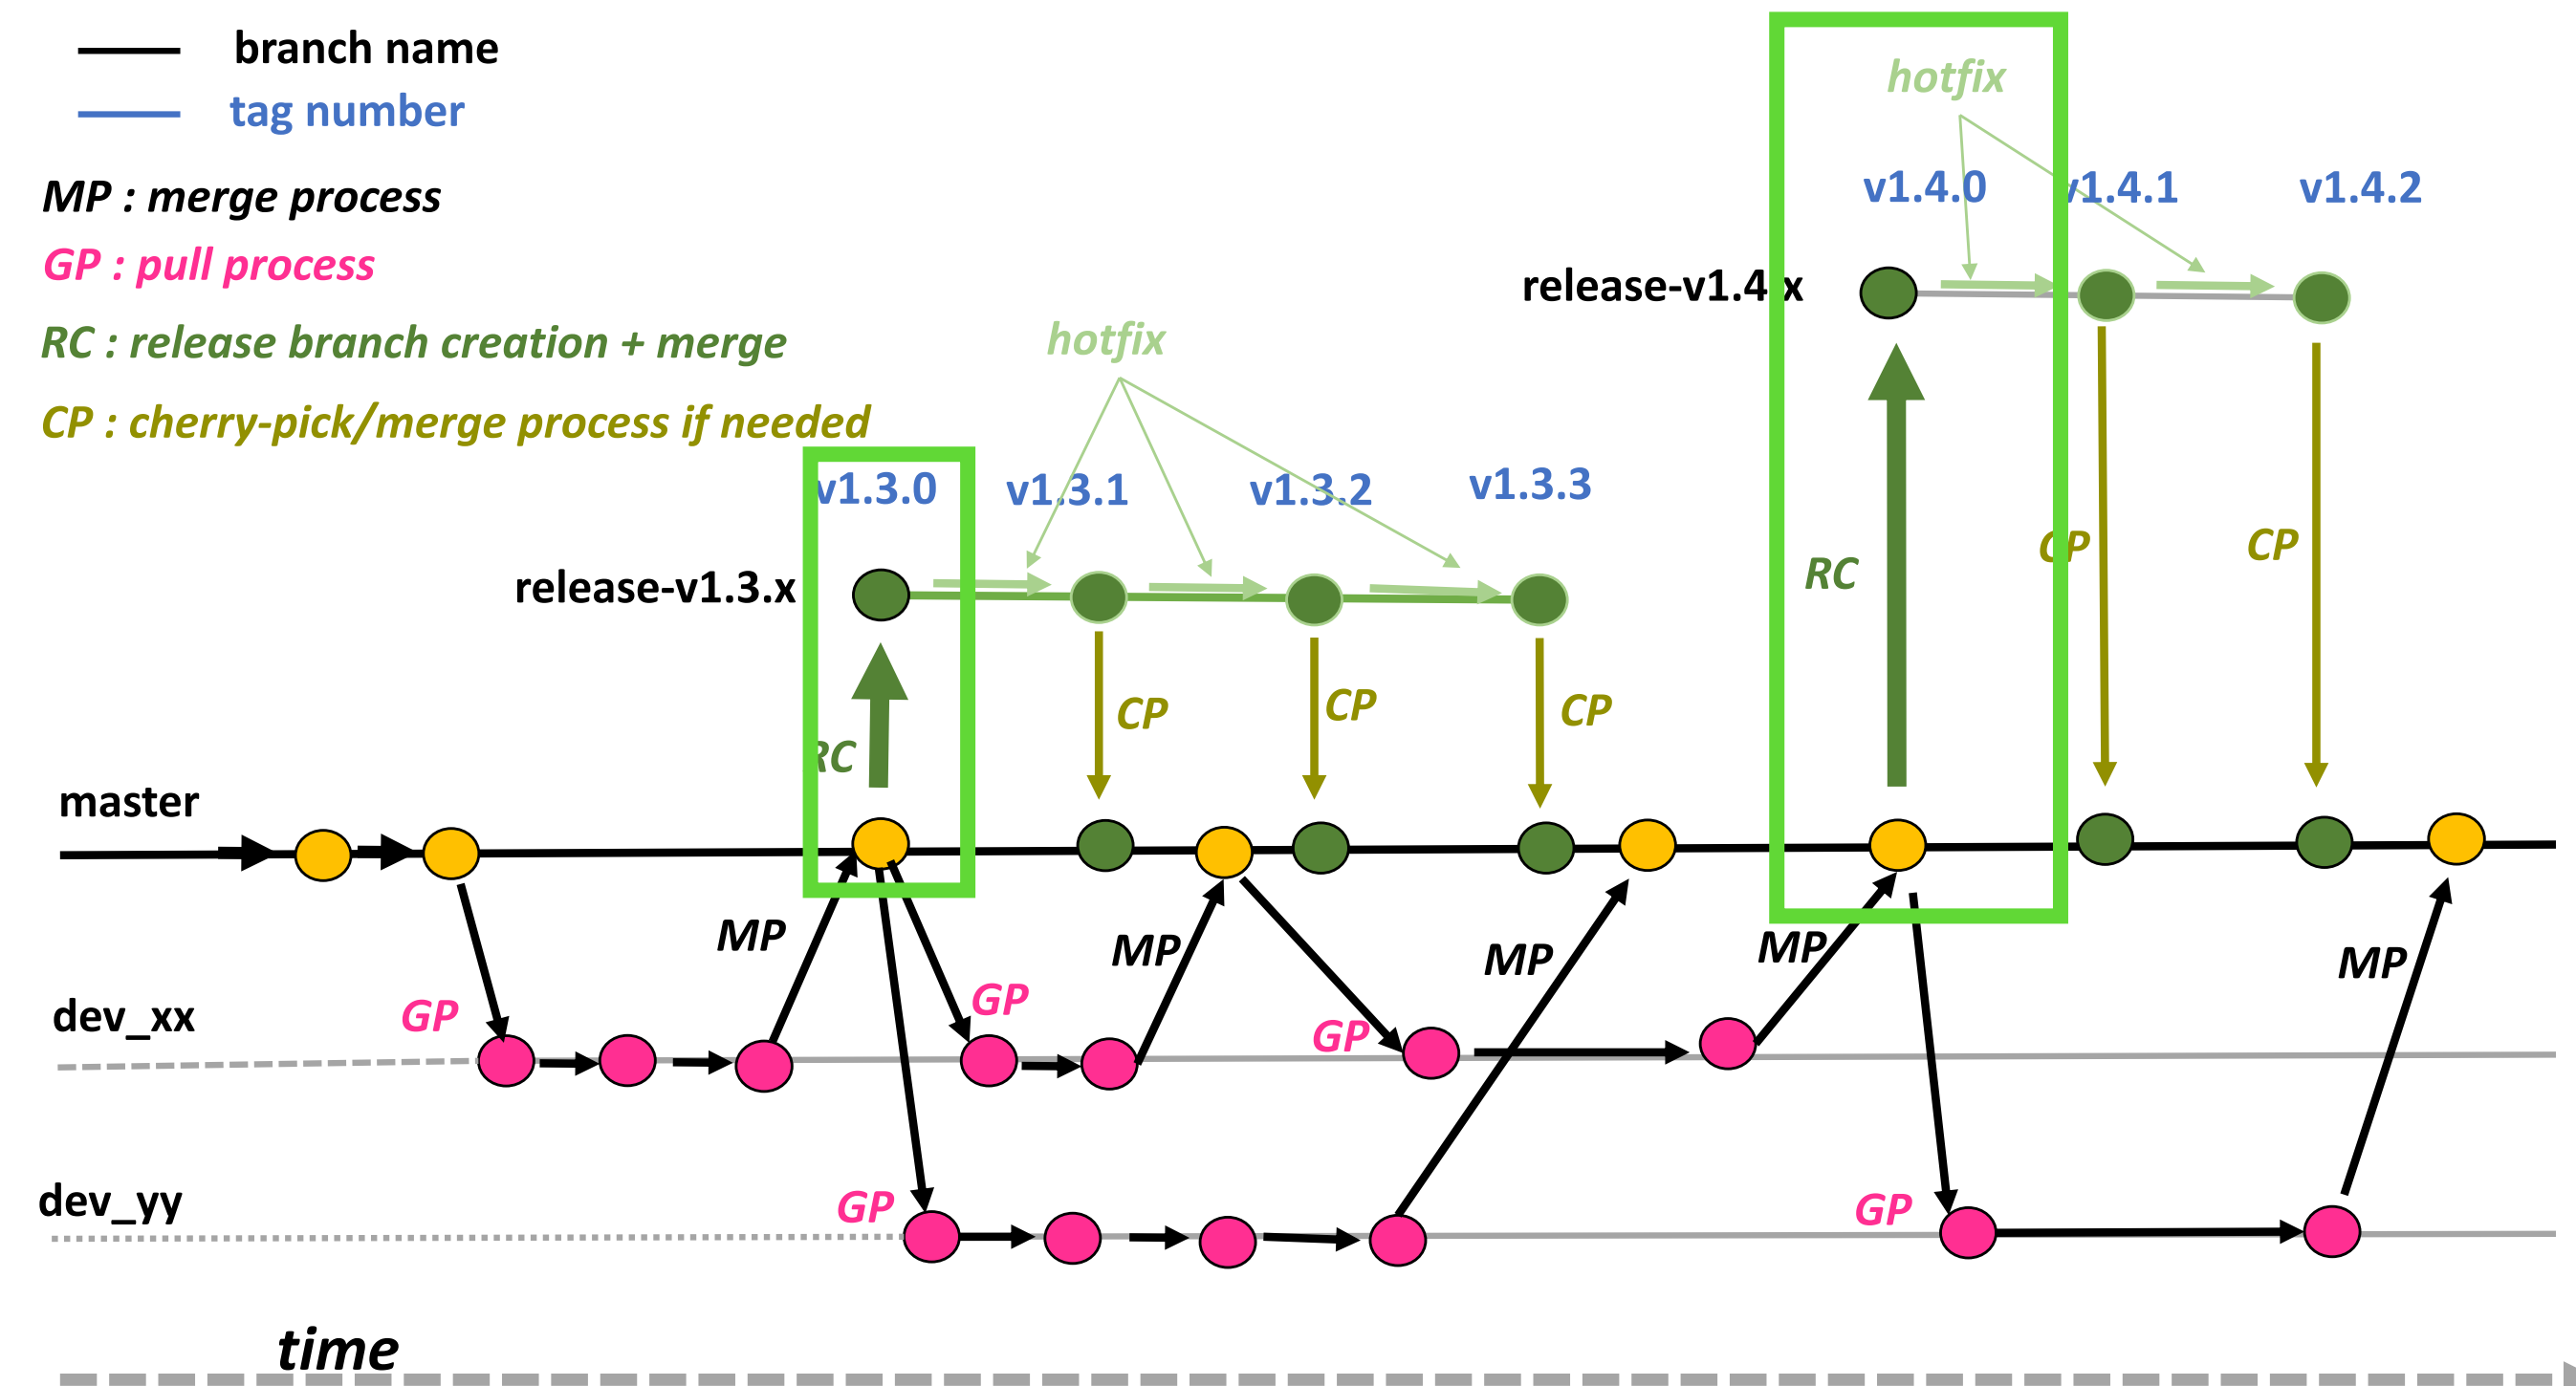 branch name
tag number
MP : merge process
GP : pull process
RC : release branch creation + merge
CP : cherry-pick/merge process if needed
hotfix
v1.4.0
v1.4.1
v1.4.2
release-v1.4.x
hotfix
v1.3.0
v1.3.1
v1.3.2
v1.3.3
release-v1.3.x
RC
CP
CP
RC
CP
CP
CP
master
MP
MP
MP
MP
MP
dev_xx
GP
GP
GP
dev_yy
GP
GP
time